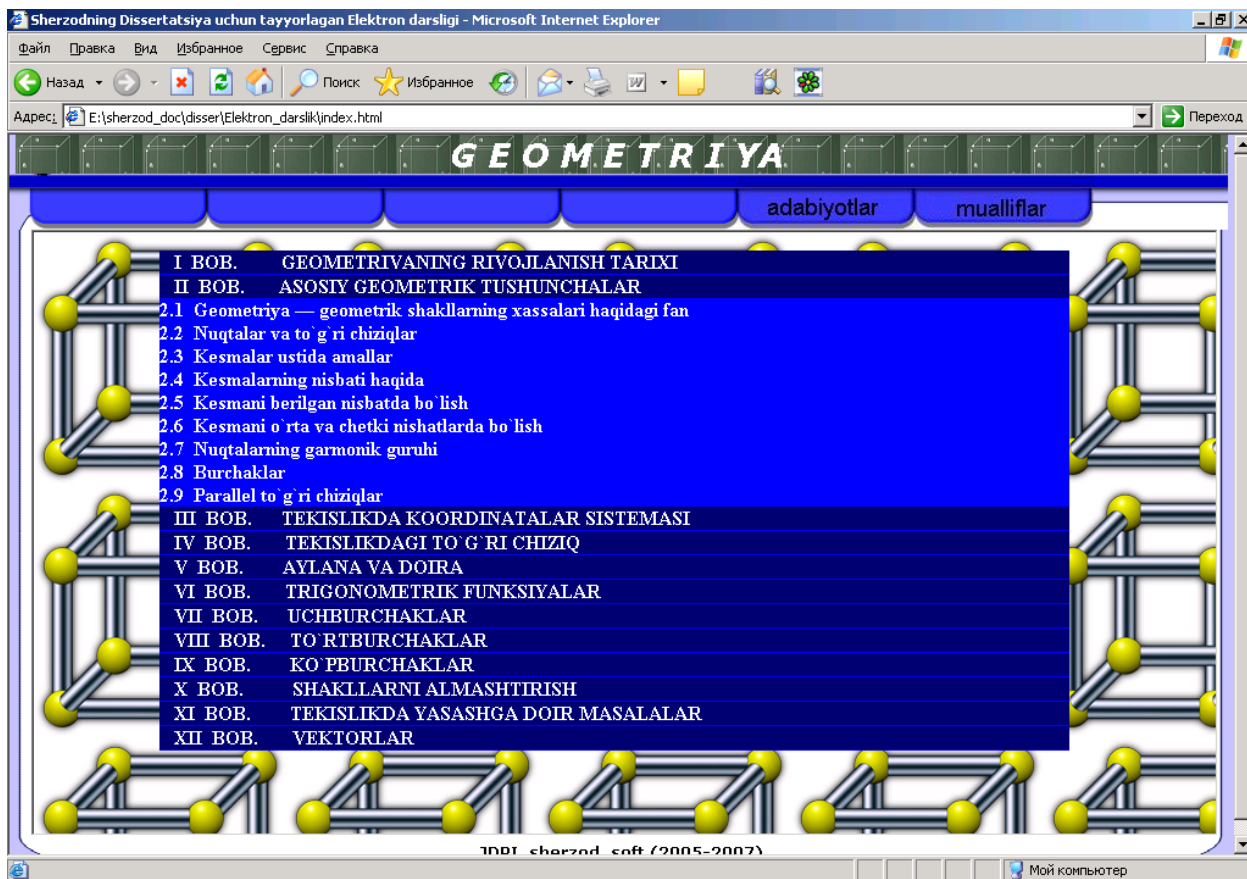 Sherzodning Dissertatsiya uchun tayyorlagan Elektron darsligi - Microsoft Internet Explorer
Файл Правка Вид Избранное Сервис Справка
Назад Поиск Избранное
Адрес: E:\sherzod_doc\disser\Elektron_darslik\index.html Переход
GEOMETRIYA
adabiyotlar mualliflar
I BOB. GEOMETRIVANING RIVOJLANISH TARIXI
II BOB. ASOSIY GEOMETRIK TUSHUNCHALAR
2.1 Geometriya — geometrik shakllarning xassalari haqidagi fan
2.2 Nuqtalar va to`g`ri chiziqlar
2.3 Kesmalar ustida amallar
2.4 Kesmalarning nisbati haqida
2.5 Kesmani berilgan nisbatda bo`lish
2.6 Kesmani o`rta va chetki nishatlarda bo`lish
2.7 Nuqtalarning garmonik guruhi
2.8 Burchaklar
2.9 Parallel to`g`ri chiziqlar
III BOB. TEKISLIKDA KOORDINATALAR SISTEMASI
IV BOB. TEKISLIKDAGI TO`G`RI CHIZIQ
V BOB. AYLANA VA DOIRA
VI BOB. TRIGONOMETRIK FUNKSIYALAR
VII BOB. UCHBURCHAKLAR
VIII BOB. TO`RTBURCHAKLAR
IX BOB. KO`PBURCHAKLAR
X BOB. SHAKLLARNI ALMASHTIRISH
XI BOB. TEKISLIKDA YASASHGA DOIR MASALALAR
XII BOB. VEKTORLAR
JDPI sherzod_soft (2005-2007)
Мой компьютер